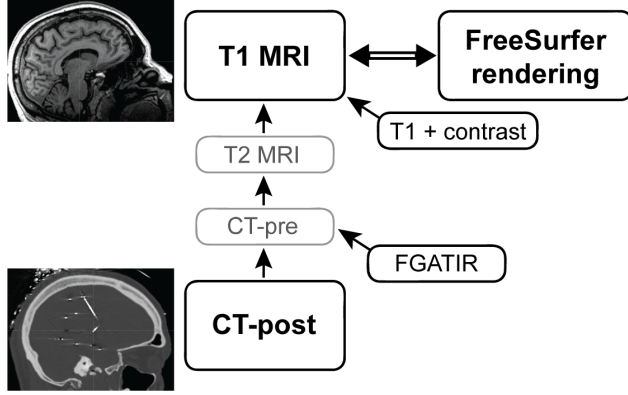 T1 MRI
FreeSurfer
rendering
T1 + contrast
T2 MRI
CT-pre
FGATIR
CT-post